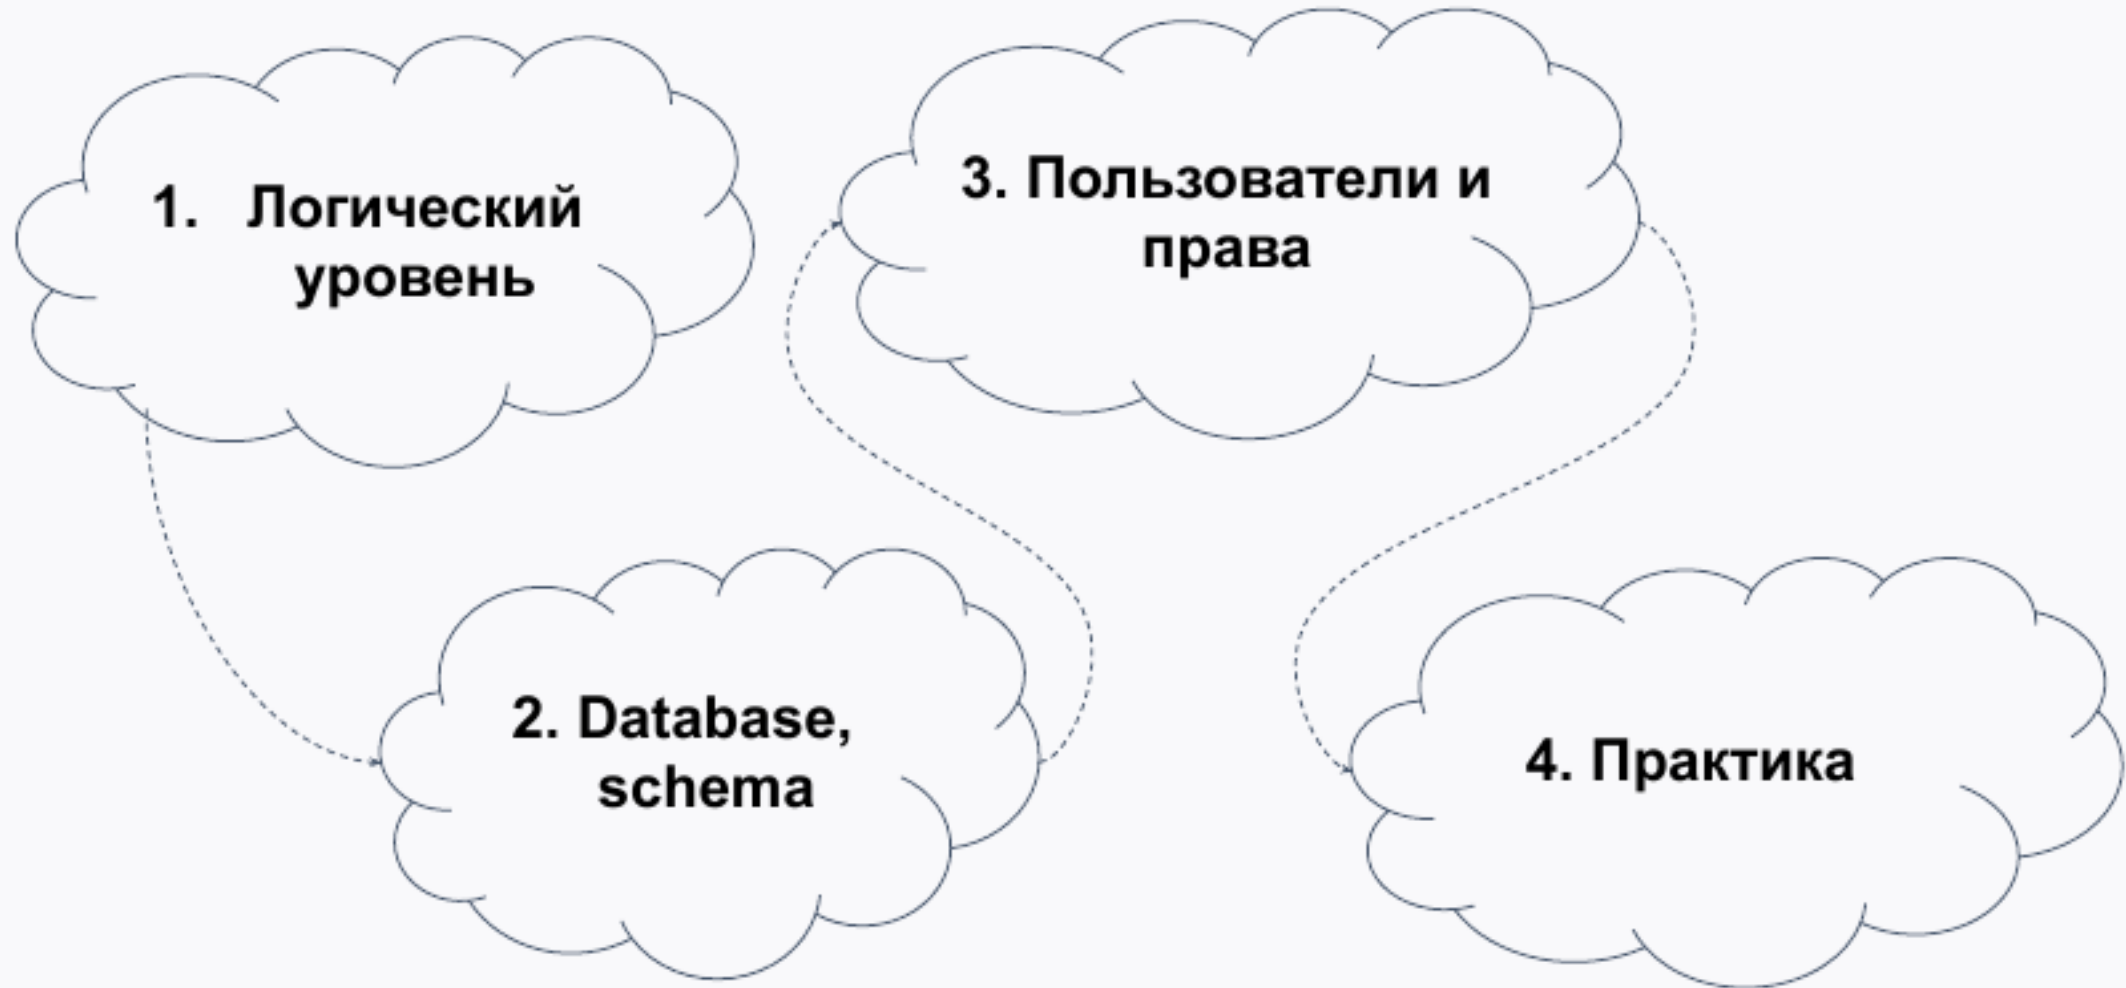 1. Логический
уровень
2. Database,
schema
3. Пользователи и
права
4. Практика